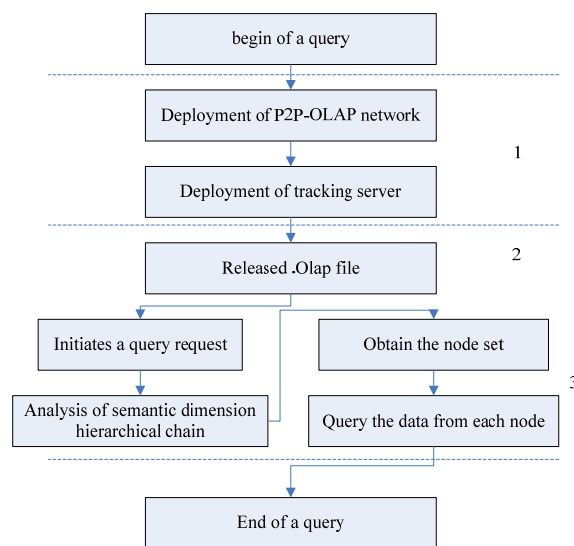 begin of a query
Deployment of P2P-OLAP network
1
Deployment of tracking server
Released .Olap file
2
Initiates a query request
Obtain the node set
3
Analysis of semantic dimension
hierarchical chain
Query the data from each node
End of a query